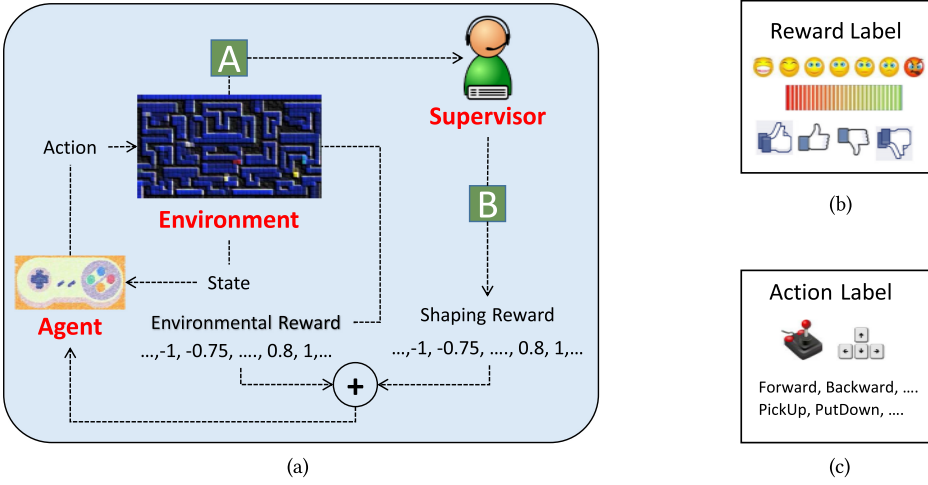 A
Supervisor
Action
B
Environment
State
Agent
Environmental Reward
...,-1, -0.75, ...., 0.8, 1,...
Shaping Reward
...,-1, -0.75, ...., 0.8, 1,...
+
(a)
Reward Label
(b)
Action Label
Forward, Backward, ....
PickUp, PutDown, ....
(c)